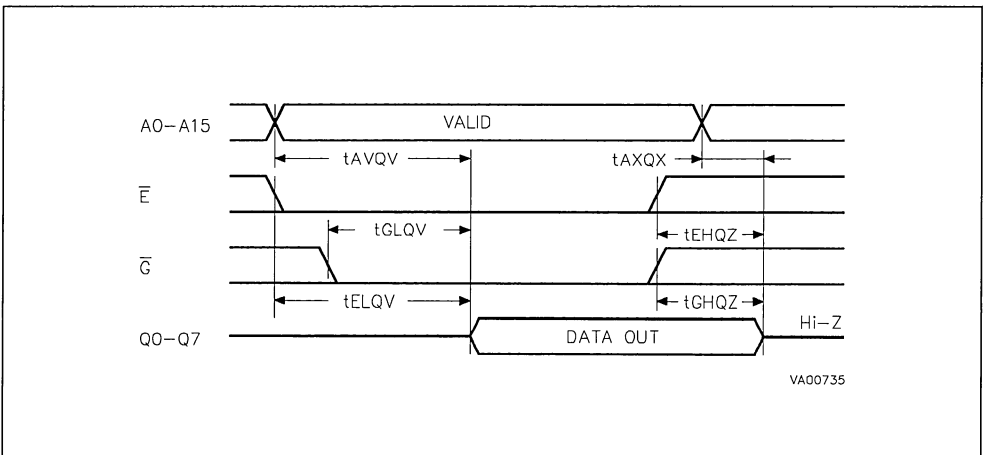 A0-A15
VALID
tAVQV
tAXQX
E
tGLQV
tEHQZ
G
tELQV
tGHQZ
Q0-Q7
DATA OUT
Hi-Z
VA00735